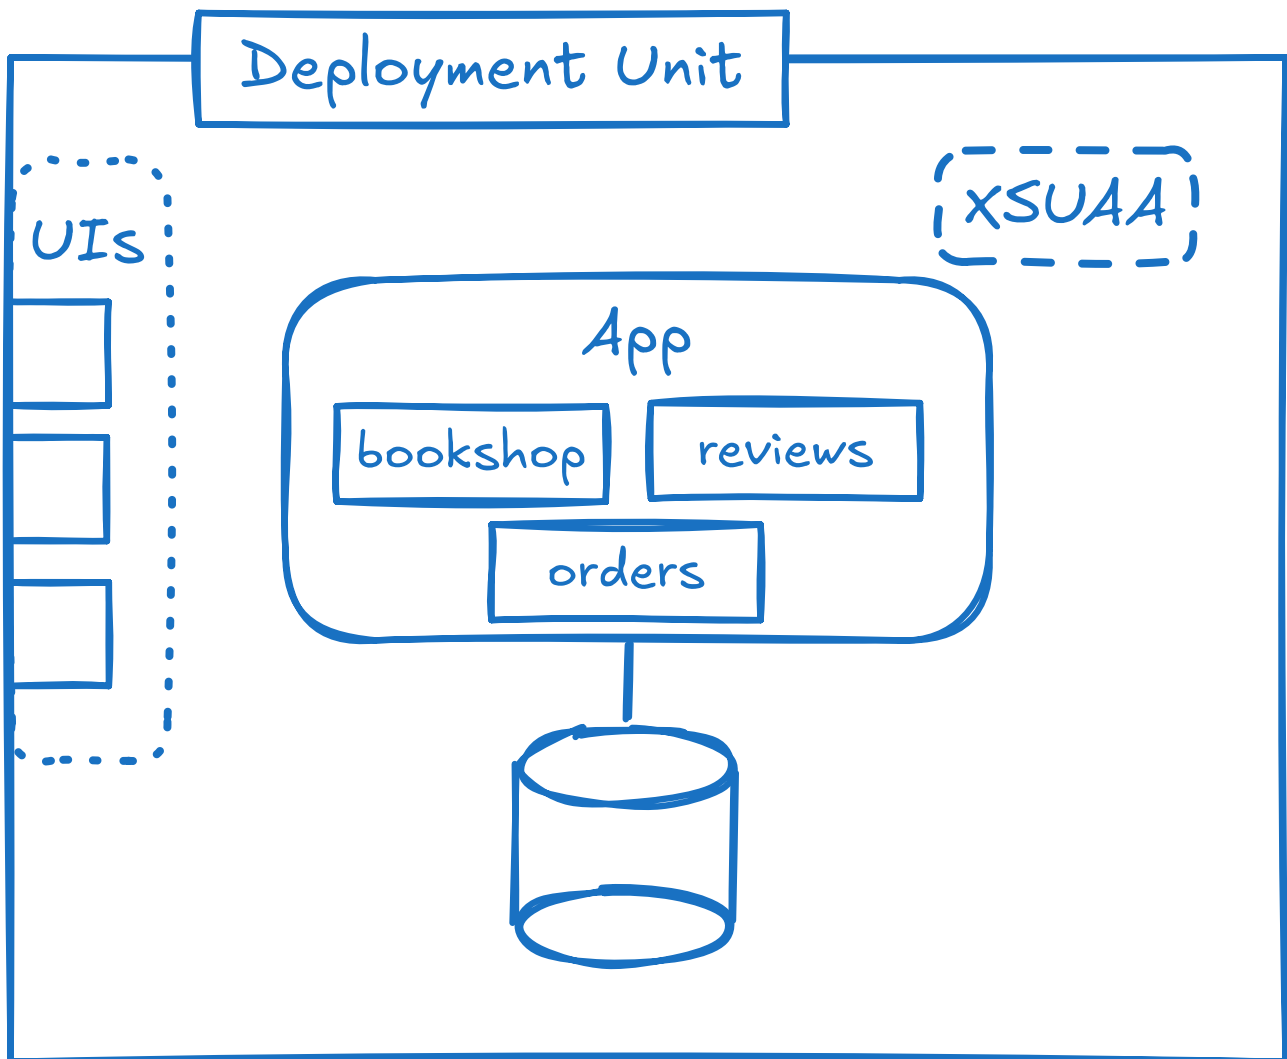 Deployment Unit
XSUAA
UIs
App
bookshop
reviews
orders